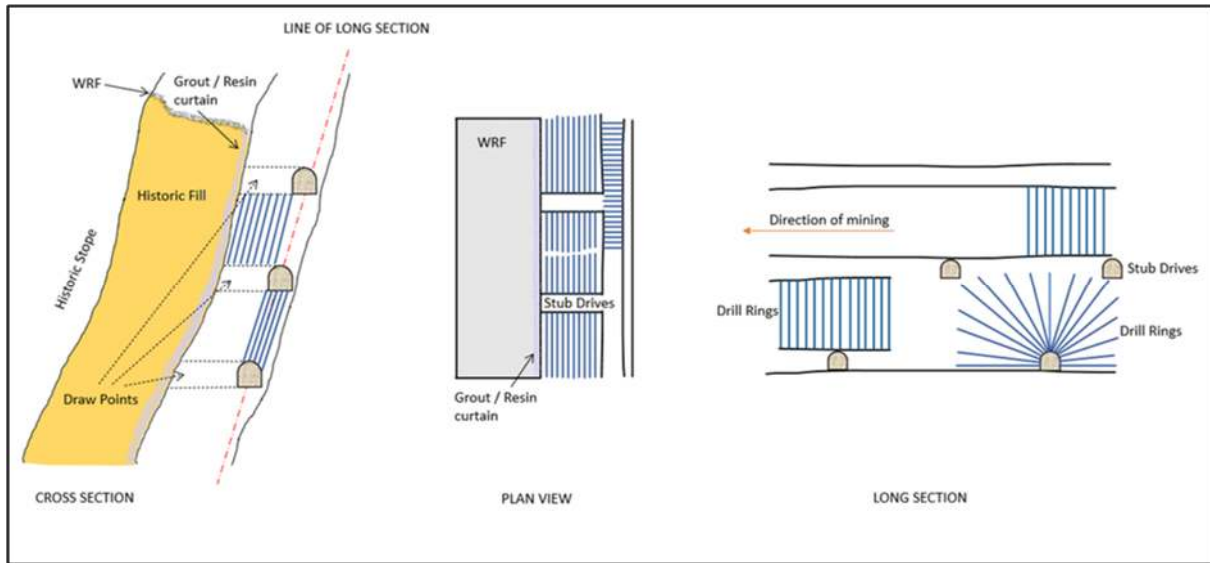 LINE OF LONG SECTION
WRF
Grout / Resin
curtain
Historic Fill
Historic Stope
Draw Points
CROSS SECTION
WRF
Stub Drives
Grout / Resin
curtain
PLAN VIEW
Direction of mining
Stub Drives
Drill Rings
Drill Rings
LONG SECTION